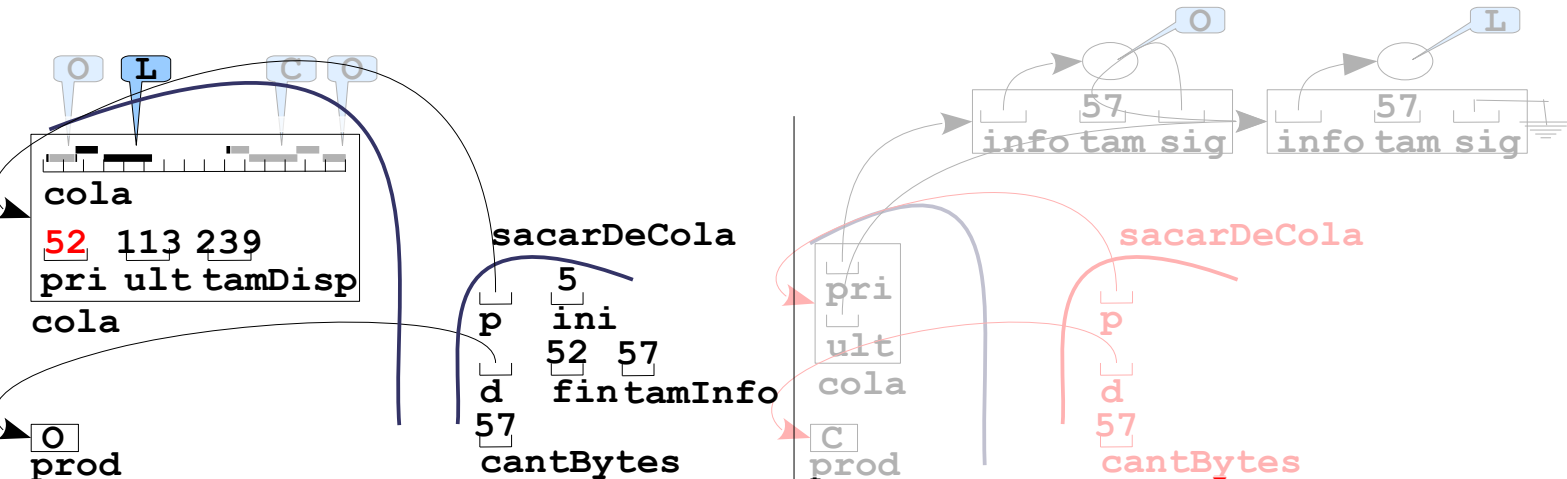 O L C O
cola
52 113 239
pri ult tamDisp
cola
sacarDeCola
5
p ini
52 57
d fin tamInfo
57
cantBytes
O
prod
O L
57 57
info tam sig info tam sig
sacarDeCola
pri
p
ult
cola
d
57
cantBytes
C
prod